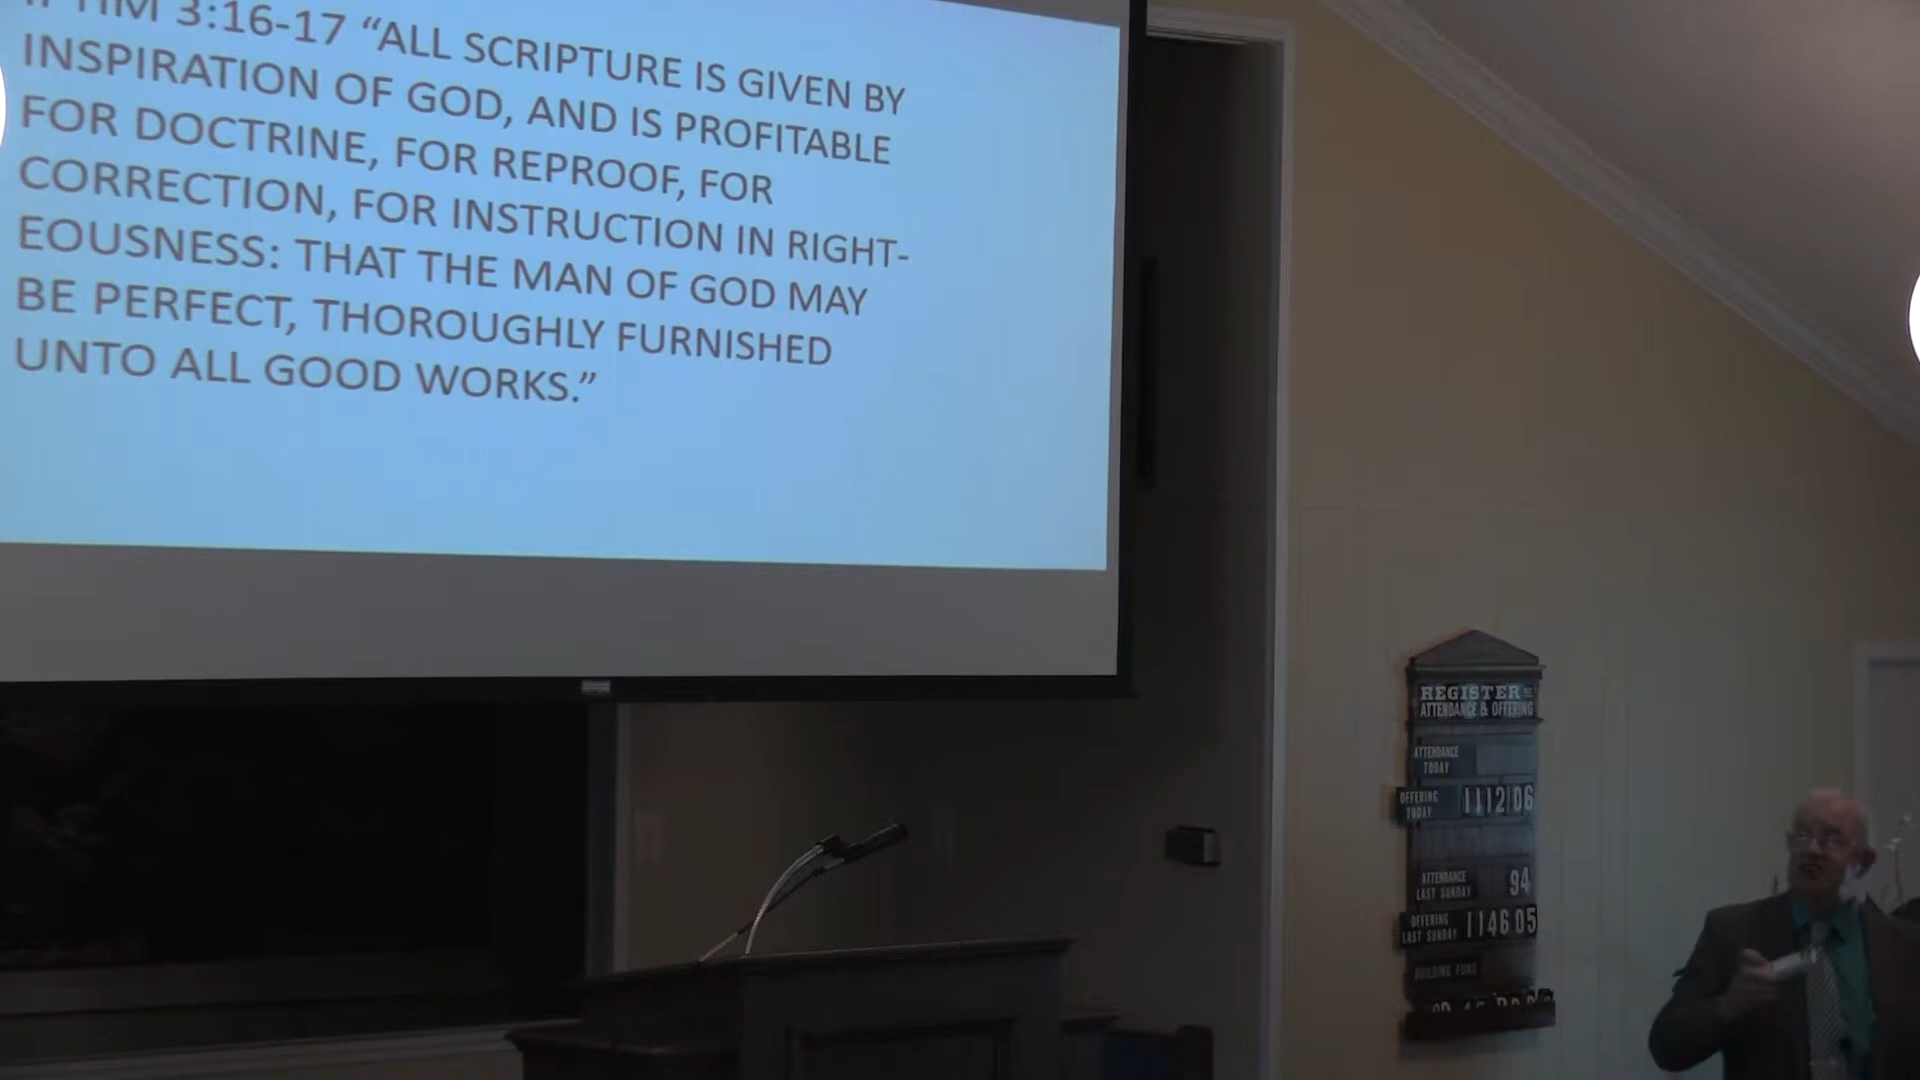 II TIM 3:16-17 “ALL SCRIPTURE IS GIVEN BY
INSPIRATION OF GOD, AND IS PROFITABLE
FOR DOCTRINE, FOR REPROOF, FOR
CORRECTION, FOR INSTRUCTION IN RIGHT-
EOUSNESS: THAT THE MAN OF GOD MAY
BE PERFECT, THOROUGHLY FURNISHED
UNTO ALL GOOD WORKS.”
REGISTER OF
ATTENDANCE & OFFERING
ATTENDANCE
TODAY
OFFERING
TODAY
1112 06
ATTENDANCE
LAST SUNDAY
94
OFFERING
LAST SUNDAY
1146 05
BUILDING FUND